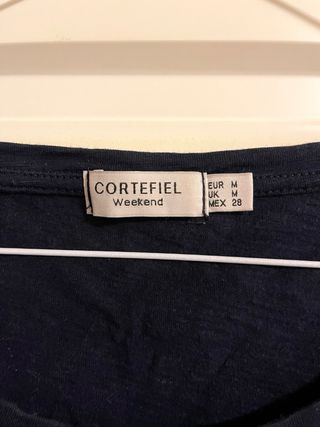 CORTEFIEL
Weekend
EUR M
UK M
MEX 28